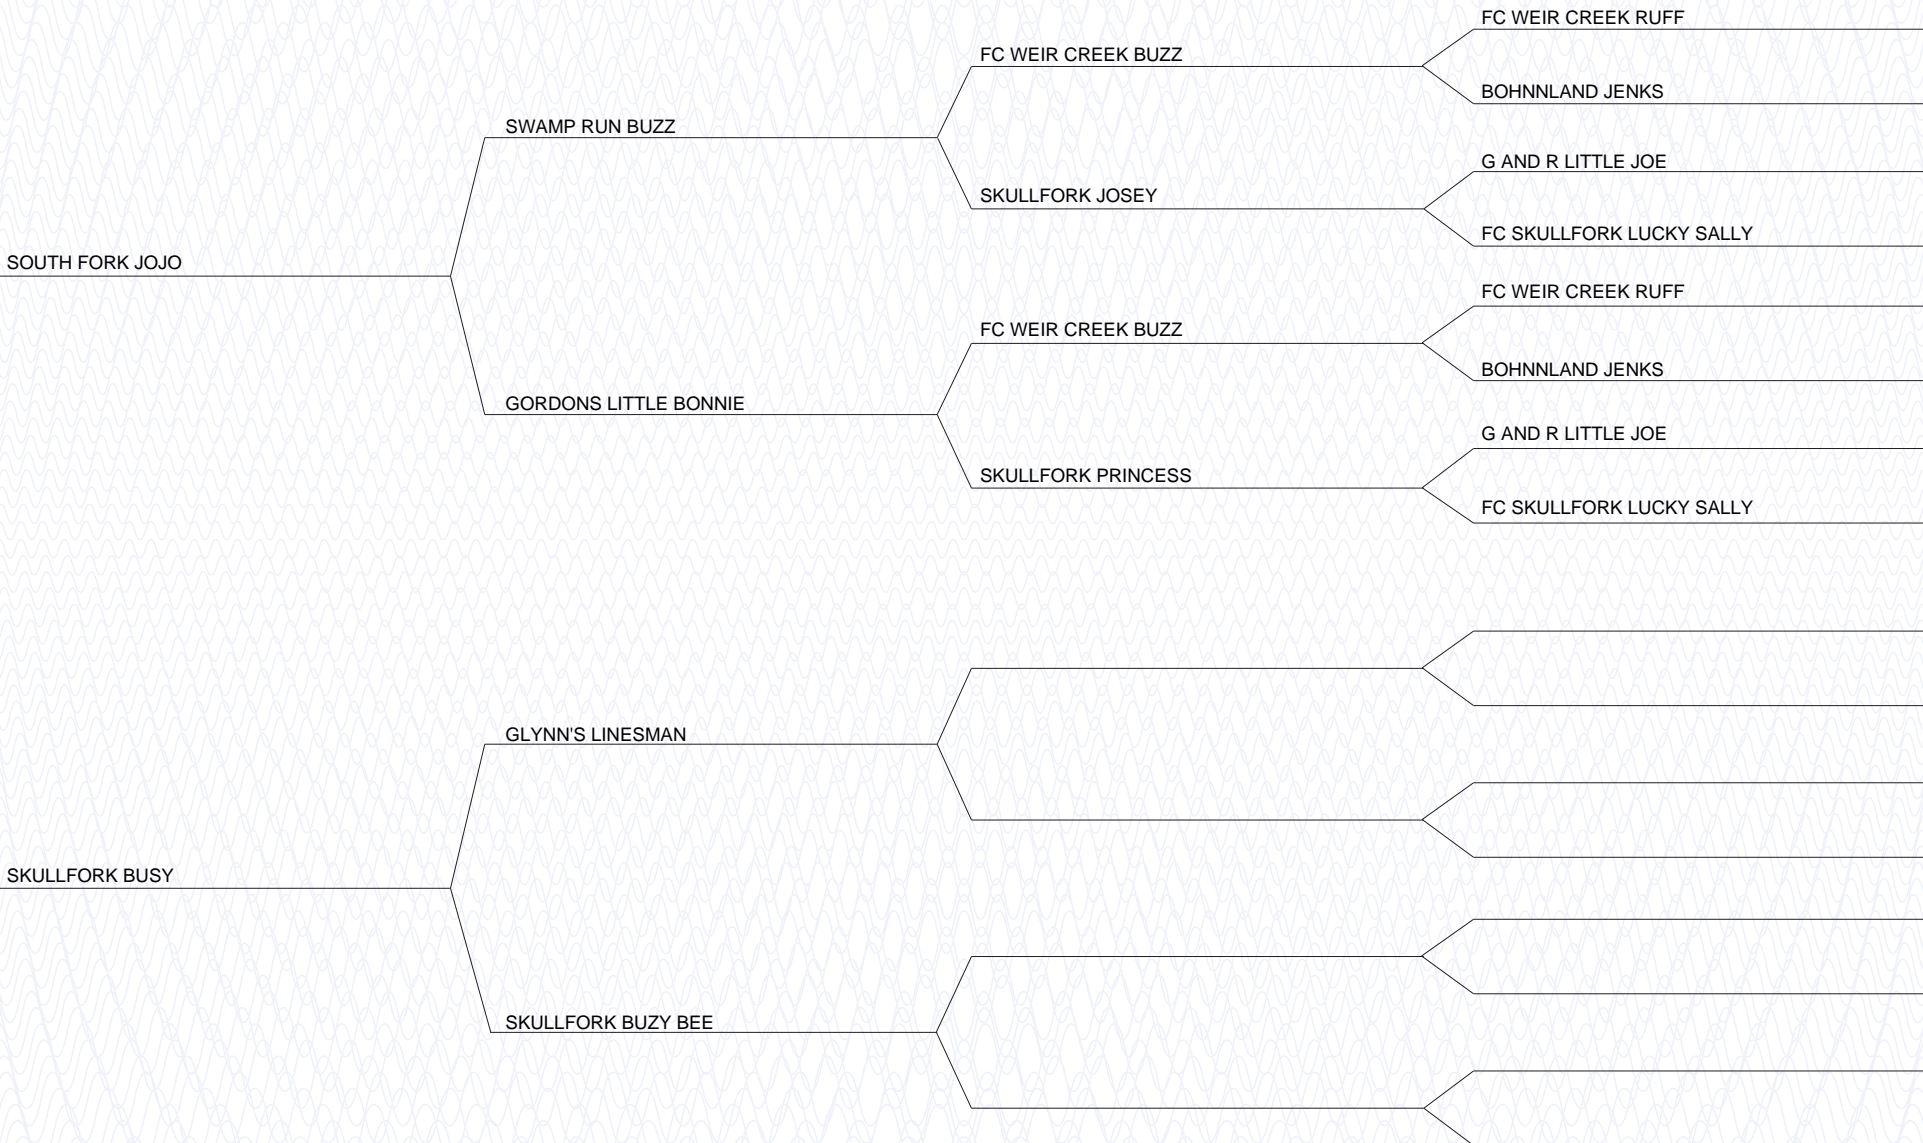 FC WEIR CREEK RUFF
FC WEIR CREEK BUZZ
BOHNNLAND JENKS
SWAMP RUN BUZZ
G AND R LITTLE JOE
SKULLFORK JOSEY
FC SKULLFORK LUCKY SALLY
SOUTH FORK JOJO
FC WEIR CREEK RUFF
FC WEIR CREEK BUZZ
BOHNNLAND JENKS
GORDONS LITTLE BONNIE
G AND R LITTLE JOE
SKULLFORK PRINCESS
FC SKULLFORK LUCKY SALLY
GLYNN'S LINESMAN
SKULLFORK BUSY
SKULLFORK BUZY BEE